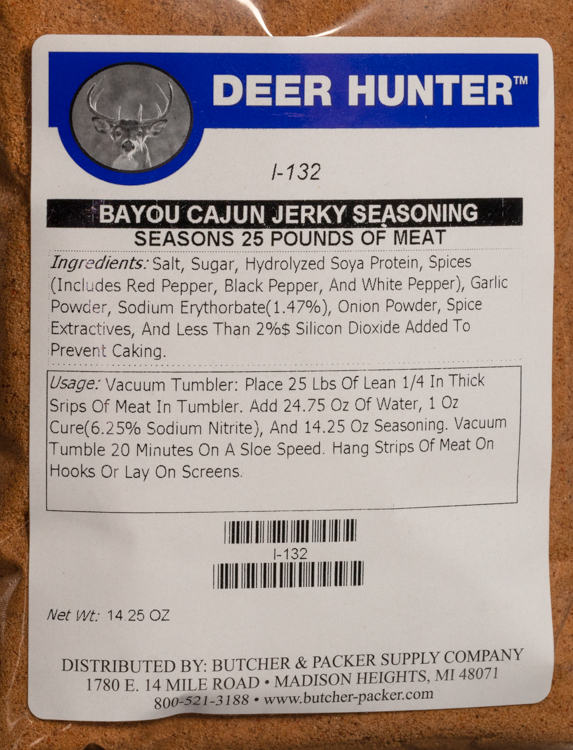 DEER HUNTER™
I-132
BAYOU CAJUN JERKY SEASONING
SEASONS 25 POUNDS OF MEAT
Ingredients: Salt, Sugar, Hydrolyzed Soya Protein, Spices
(Includes Red Pepper, Black Pepper, And White Pepper), Garlic
Powder, Sodium Erythorbate(1.47%), Onion Powder, Spice
Extractives, And Less Than 2%$ Silicon Dioxide Added To
Prevent Caking.
Usage: Vacuum Tumbler: Place 25 Lbs Of Lean 1/4 In Thick
Srips Of Meat In Tumbler. Add 24.75 Oz Of Water, 1 Oz
Cure(6.25% Sodium Nitrite), And 14.25 Oz Seasoning. Vacuum
Tumble 20 Minutes On A Sloe Speed. Hang Strips Of Meat On
Hooks Or Lay On Screens.
I-132
Net Wt: 14.25 OZ
DISTRIBUTED BY: BUTCHER & PACKER SUPPLY COMPANY
1780 E. 14 MILE ROAD • MADISON HEIGHTS, MI 48071
800-521-3188 • www.butcher-packer.com